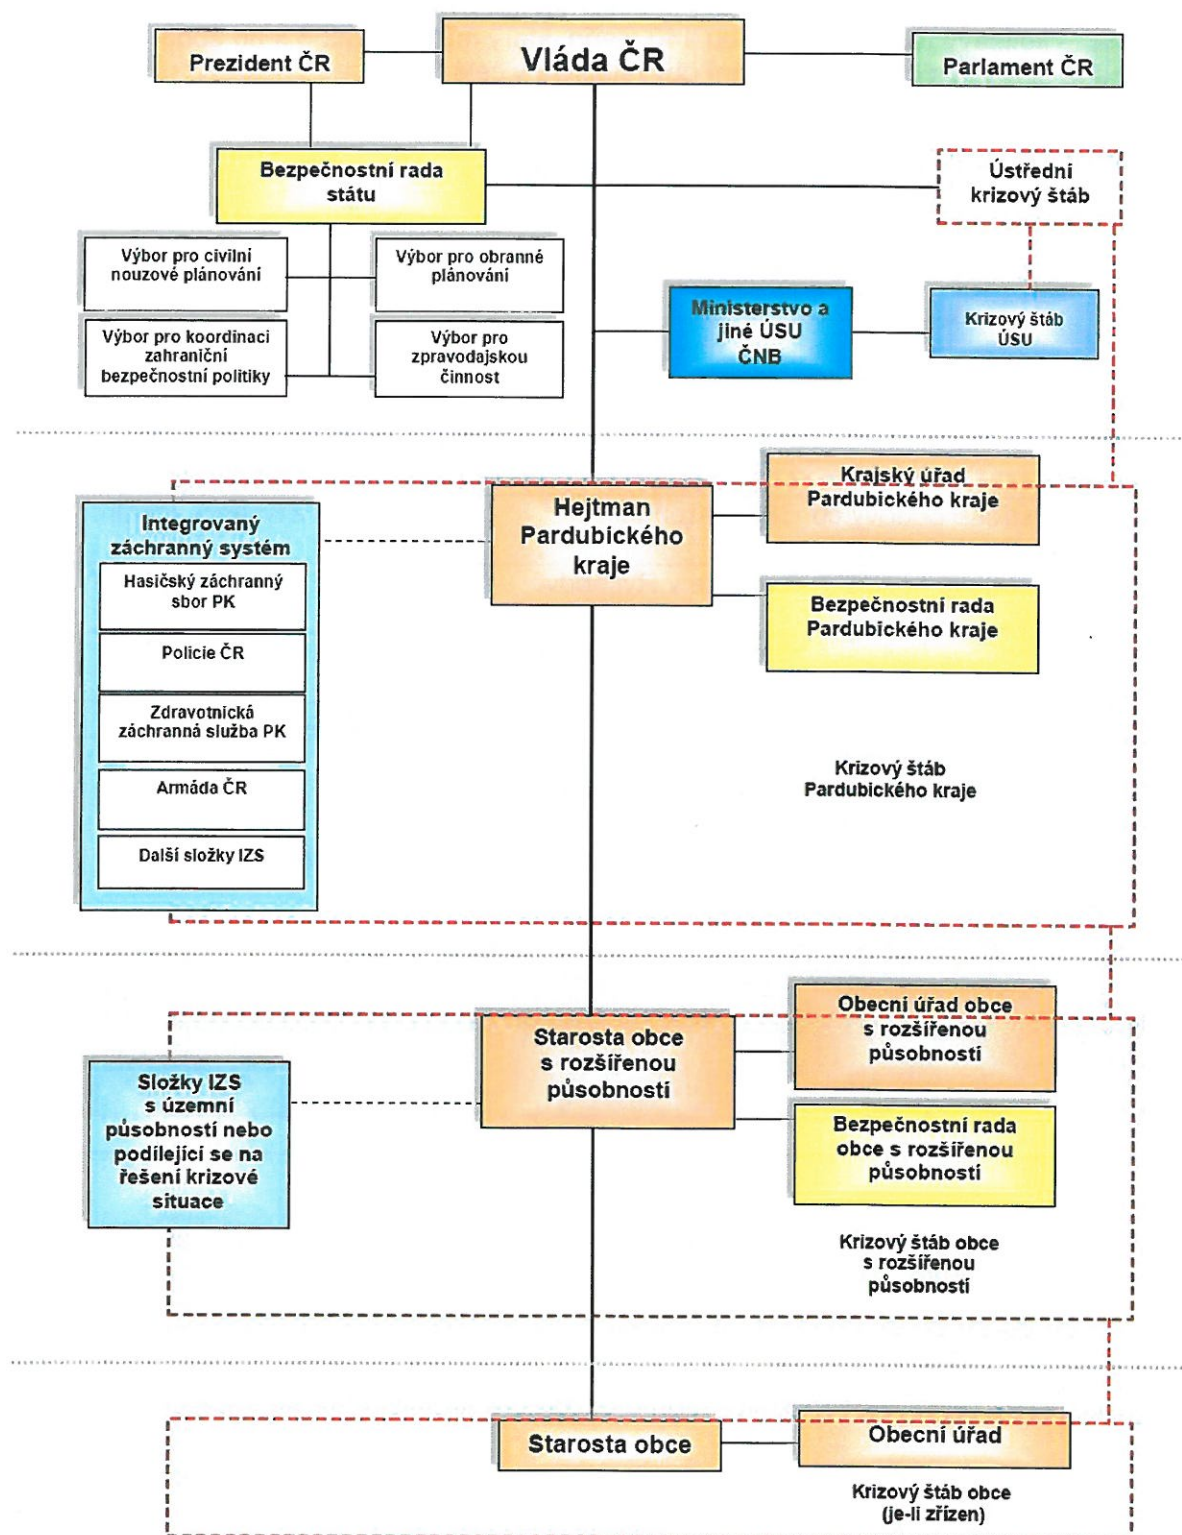 Prezident ČR
Vláda ČR
Parlament ČR
Bezpečnostní rada
státu
Ústřední
krizový štáb
Výbor pro civilní
nouzové plánování
Výbor pro obranné
plánování
Výbor pro koordinaci
zahraniční
bezpečnostní politiky
Výbor pro
zpravodajskou
činnost
Ministerstvo a
jiné ÚSU
ČNB
Krizový štáb
ÚSU
Integrovaný
záchranný systém
Hasičský záchranný
sbor PK
Policie ČR
Zdravotnická
záchranná služba PK
Armáda ČR
Další složky IZS
Hejtman
Pardubického
kraje
Krajský úřad
Pardubického kraje
Bezpečnostní rada
Pardubického kraje
Krizový štáb
Pardubického kraje
Složky IZS
s územní
působností nebo
podílející se na
řešení krizové
situace
Starosta obce
s rozšířenou
působností
Obecní úřad obce
s rozšířenou
působností
Bezpečnostní rada
obce s rozšířenou
působností
Krizový štáb obce
s rozšířenou
působností
Starosta obce
Obecní úřad
Krizový štáb obce
(je-li zřízen)